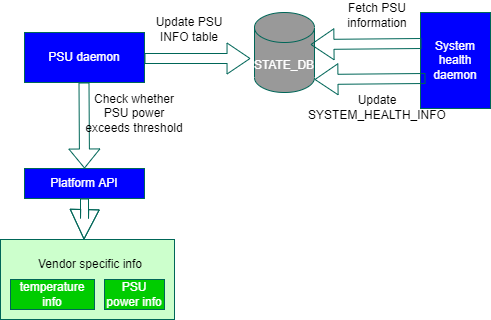 Update PSU
INFO table
Fetch PSU
information
PSU daemon
STATE_DB
System
health
daemon
Check whether
PSU power
exceeds threshold
Update
SYSTEM_HEALTH_INFO
Platform API
Vendor specific info
temperature
info
PSU
power info